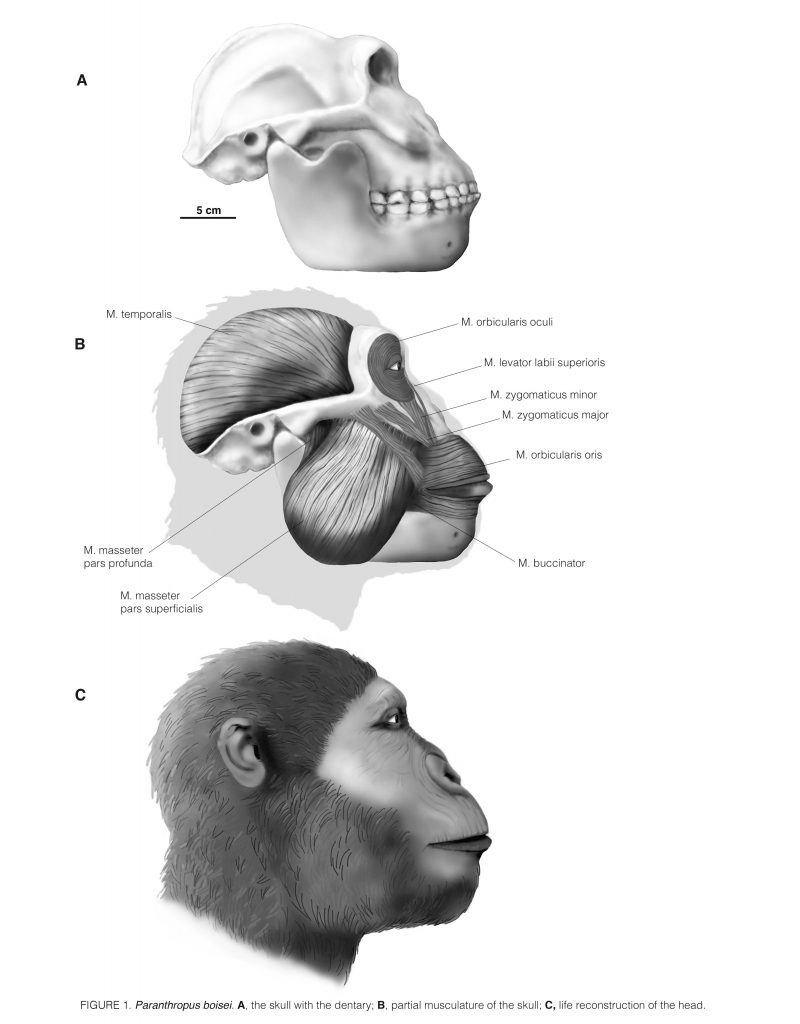 A
5 cm
M. temporalis
M. orbicularis oculi
B
M. levator labii superioris
M. zygomaticus minor
M. zygomaticus major
M. orbicularis oris
M. masseter
pars profunda
M. buccinator
M. masseter
pars superficialis
C
FIGURE 1. Paranthropus boisei. A, the skull with the dentary; B, partial musculature of the skull; C, life reconstruction of the head.